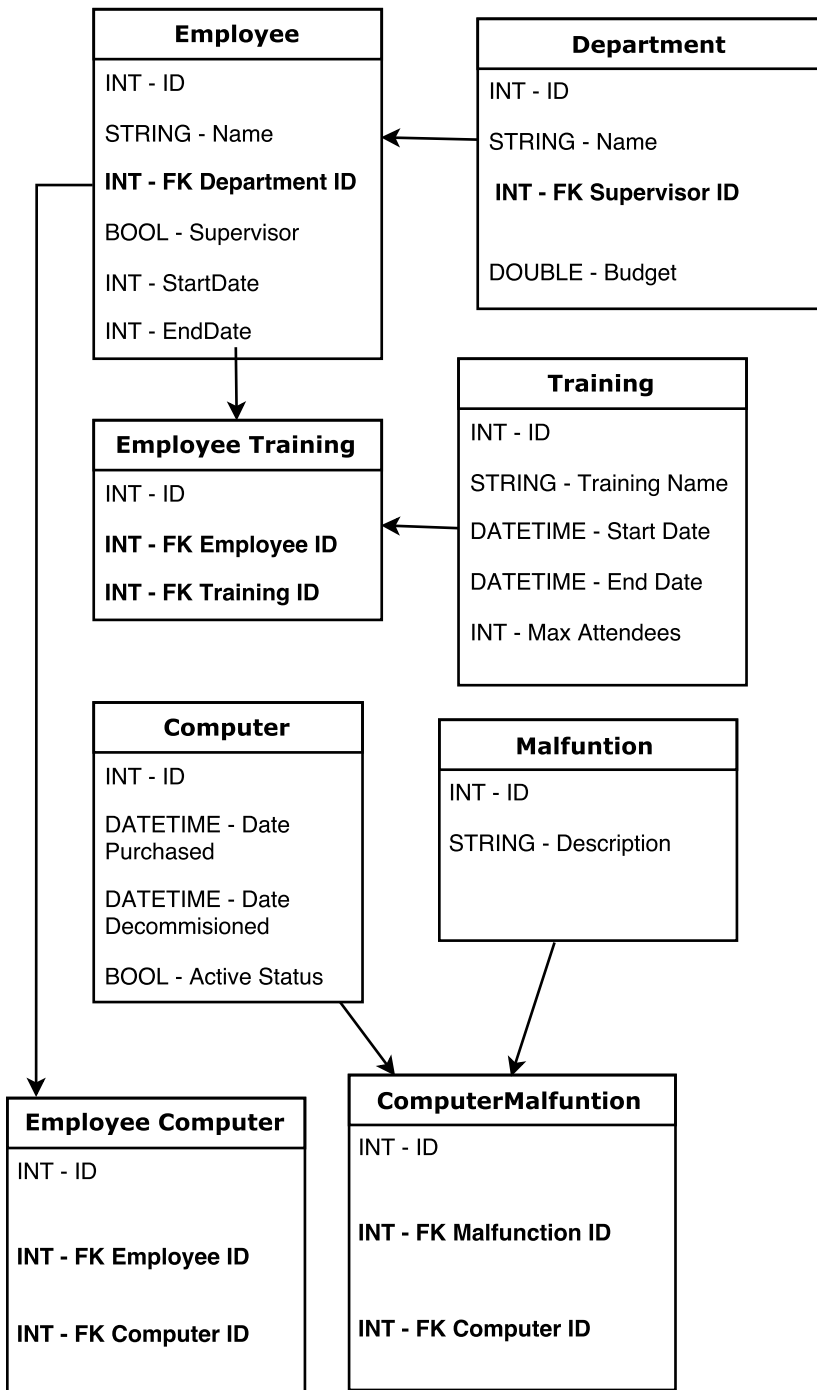 Employee
INT - ID
STRING - Name
INT - FK Department ID
BOOL - Supervisor
INT - StartDate
INT - EndDate
Department
INT - ID
STRING - Name
INT - FK Supervisor ID
DOUBLE - Budget
Employee Training
INT - ID
INT - FK Employee ID
INT - FK Training ID
Training
INT - ID
STRING - Training Name
DATETIME - Start Date
DATETIME - End Date
INT - Max Attendees
Computer
INT - ID
DATETIME - Date
Purchased
DATETIME - Date
Decommisioned
BOOL - Active Status
Malfuntion
INT - ID
STRING - Description
Employee Computer
INT - ID
INT - FK Employee ID
INT - FK Computer ID
ComputerMalfuntion
INT - ID
INT - FK Malfunction ID
INT - FK Computer ID